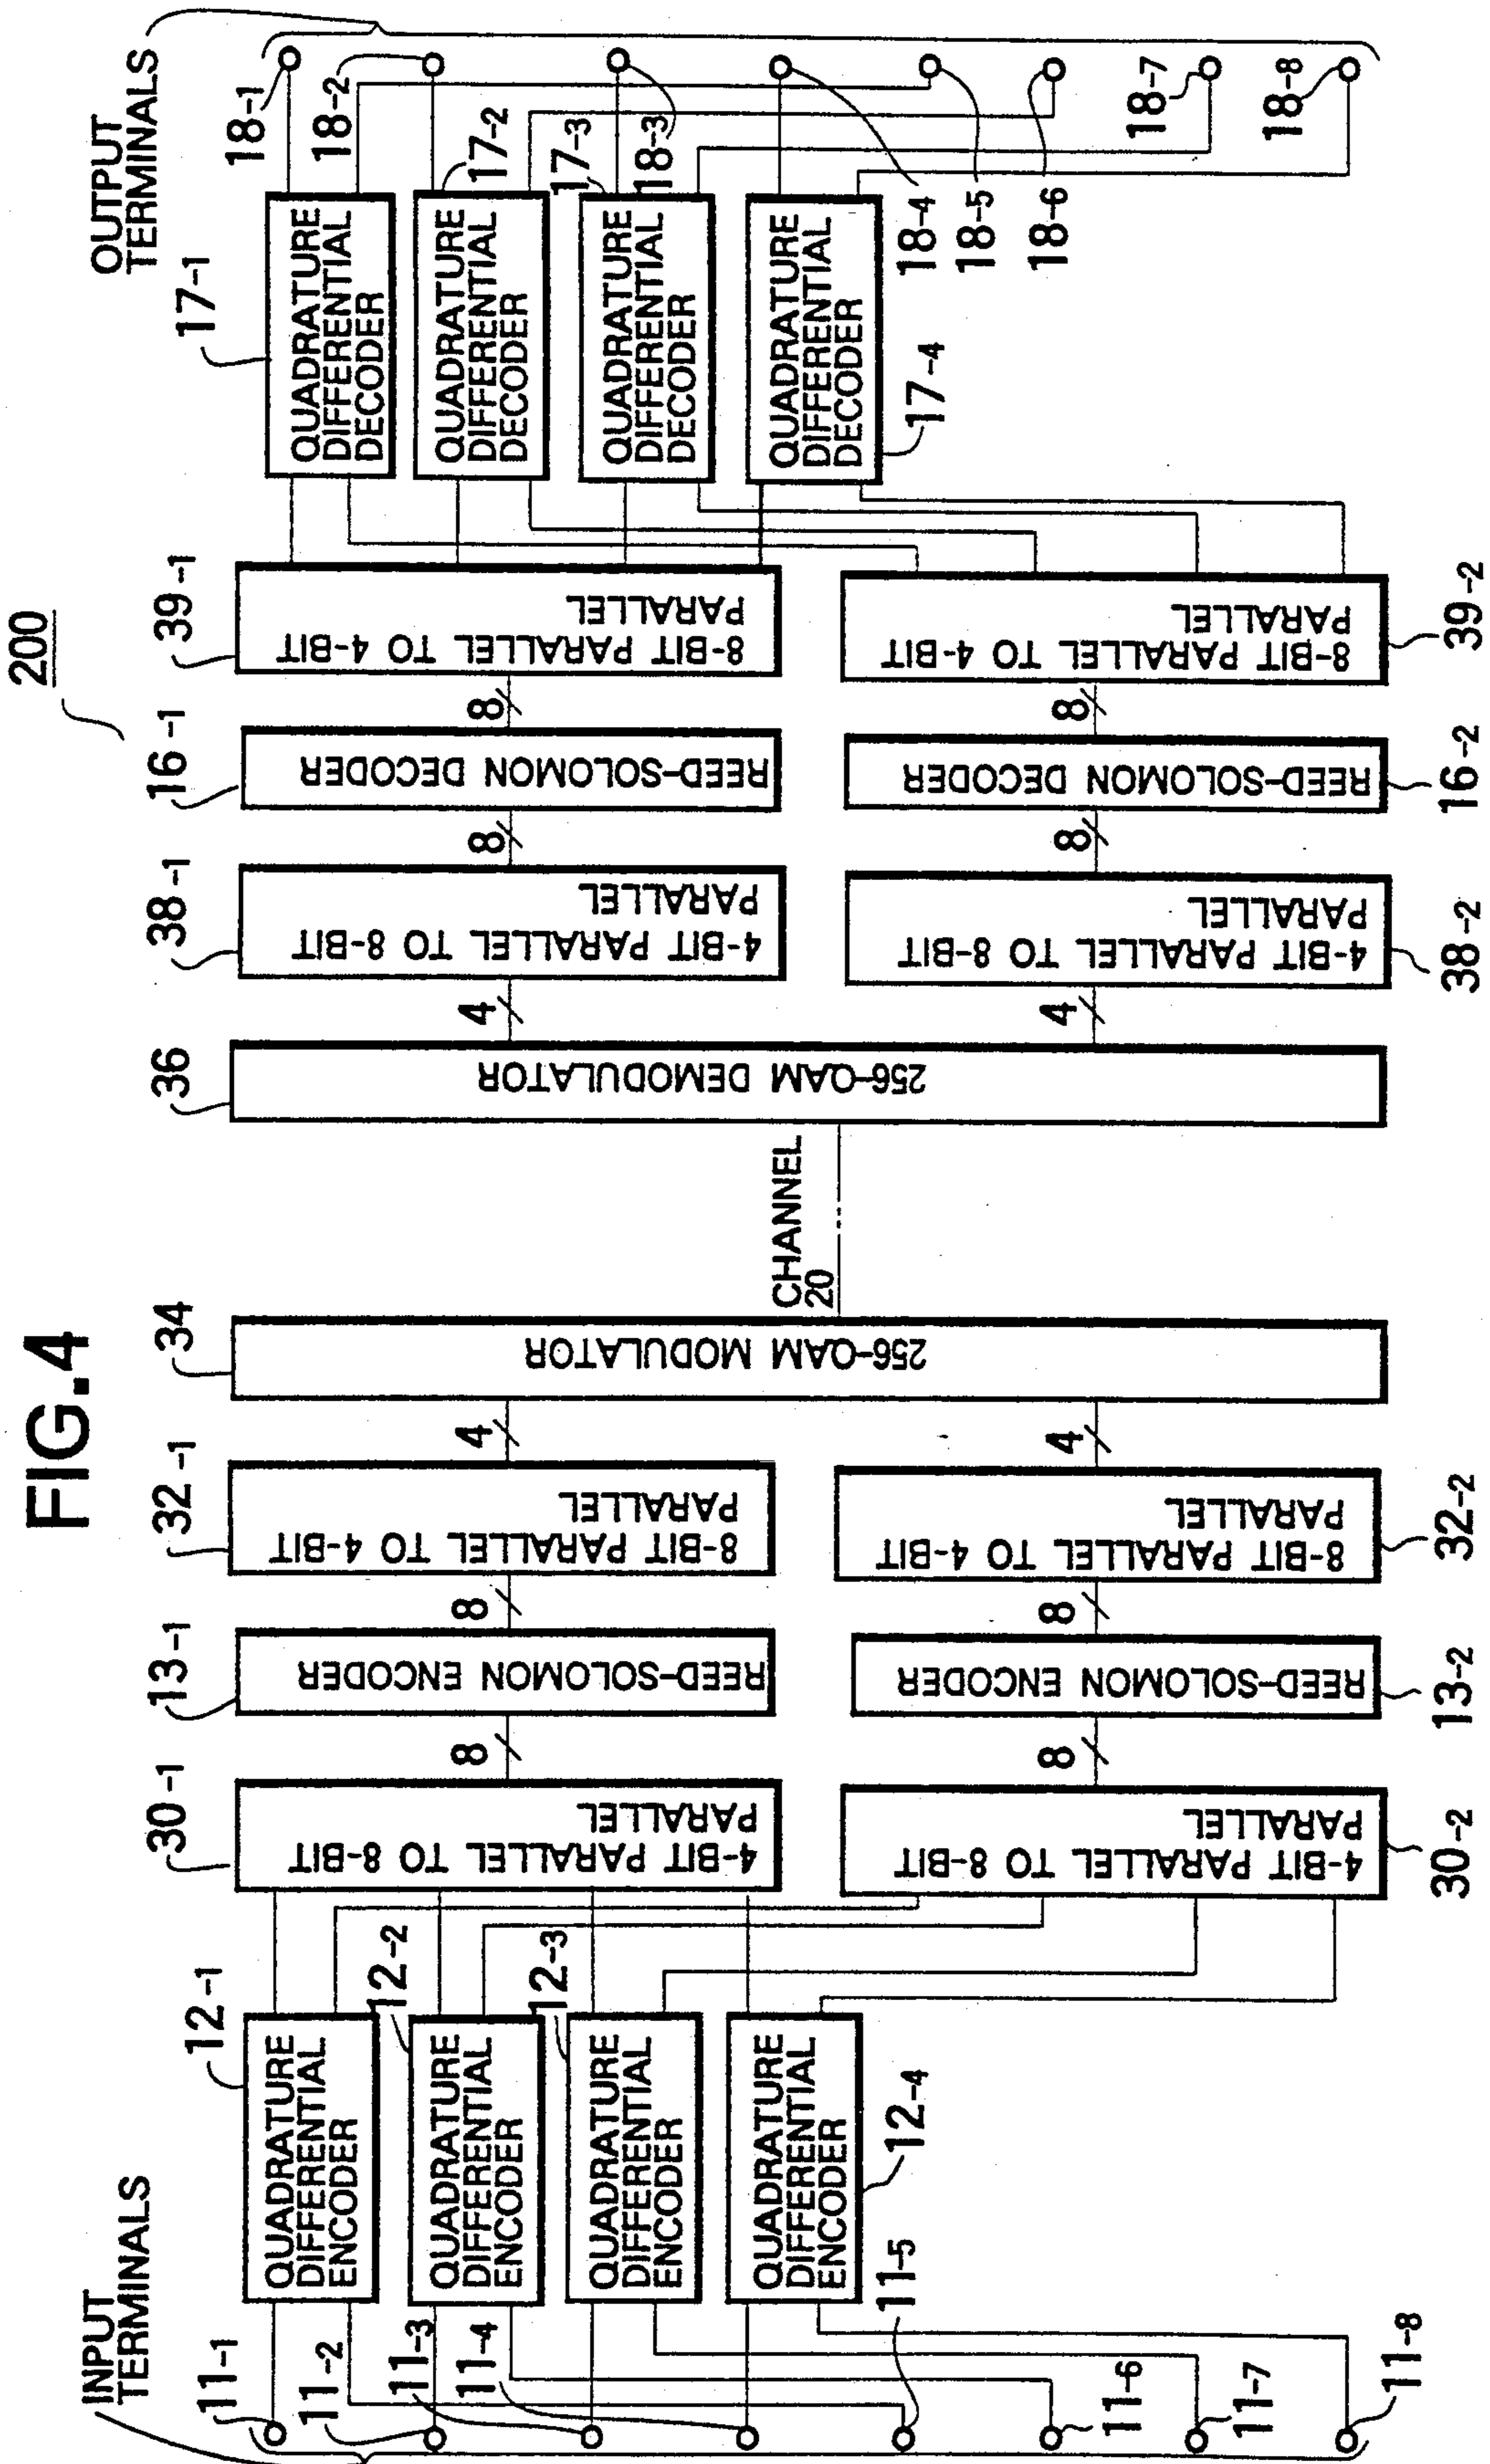 FIG.4
200
INPUT
TERMINALS
11-1
11-2
11-3
11-4
11-5
11-6
11-7
11-8
12-1
QUADRATURE
DIFFERENTIAL
ENCODER
12-2
QUADRATURE
DIFFERENTIAL
ENCODER
12-3
QUADRATURE
DIFFERENTIAL
ENCODER
12-4
QUADRATURE
DIFFERENTIAL
ENCODER
30-1
4-BIT PARALLEL TO 8-BIT
PARALLEL
30-2
4-BIT PARALLEL TO 8-BIT
PARALLEL
8
8
13-1
REED-SOLOMON ENCODER
13-2
REED-SOLOMON ENCODER
8
8
32-1
8-BIT PARALLEL TO 4-BIT
PARALLEL
32-2
8-BIT PARALLEL TO 4-BIT
PARALLEL
4
4
34
256-QAM MODULATOR
CHANNEL
20
36
256-QAM DEMODULATOR
4
4
38-1
4-BIT PARALLEL TO 8-BIT
PARALLEL
38-2
4-BIT PARALLEL TO 8-BIT
PARALLEL
8
8
16-1
REED-SOLOMON DECODER
16-2
REED-SOLOMON DECODER
8
8
39-1
8-BIT PARALLEL TO 4-BIT
PARALLEL
39-2
8-BIT PARALLEL TO 4-BIT
PARALLEL
17-1
QUADRATURE
DIFFERENTIAL
DECODER
17-2
QUADRATURE
DIFFERENTIAL
DECODER
17-3
QUADRATURE
DIFFERENTIAL
DECODER
17-4
QUADRATURE
DIFFERENTIAL
DECODER
OUTPUT
TERMINALS
18-1
18-2
18-3
18-4
18-5
18-6
18-7
18-8